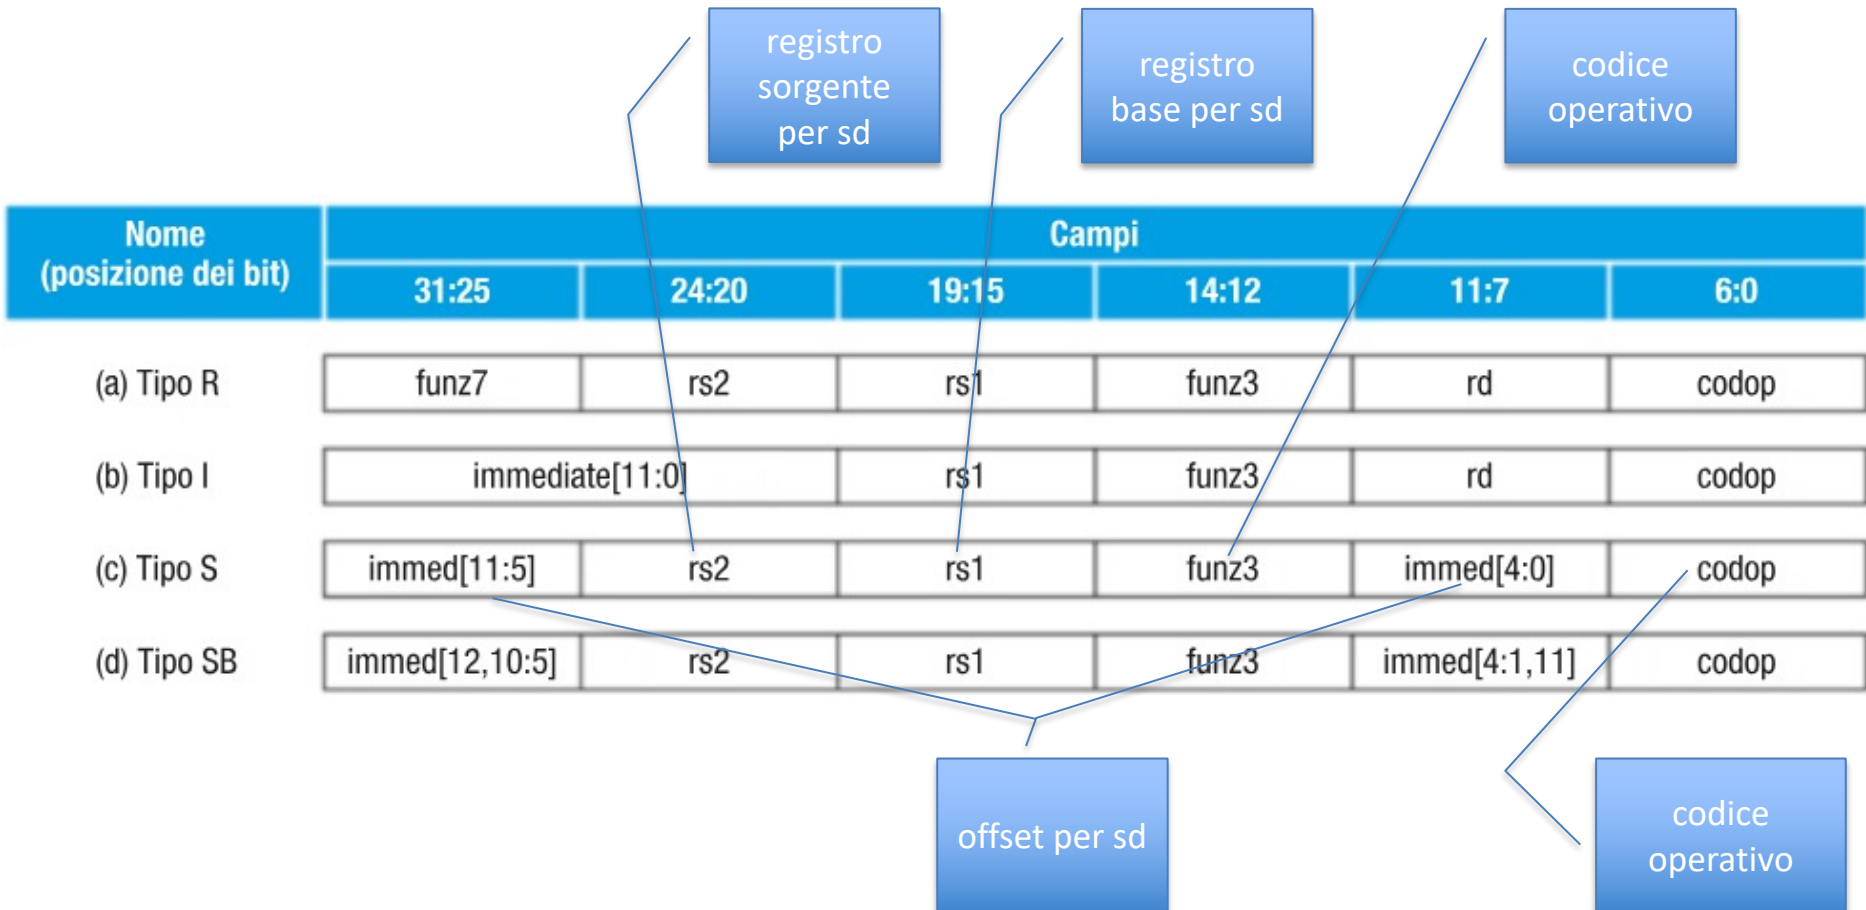 registro
sorgente
per sd
registro
base per sd
codice
operativo
Nome
(posizione dei bit)
Campi
31:25 24:20 19:15 14:12 11:7 6:0
(a) Tipo R funz7 rs2 rs1 funz3 rd codop
(b) Tipo I immediate[11:0] rs1 funz3 rd codop
(c) Tipo S immed[11:5] rs2 rs1 funz3 immed[4:0] codop
(d) Tipo SB immed[12,10:5] rs2 rs1 funz3 immed[4:1,11] codop
offset per sd
codice
operativo